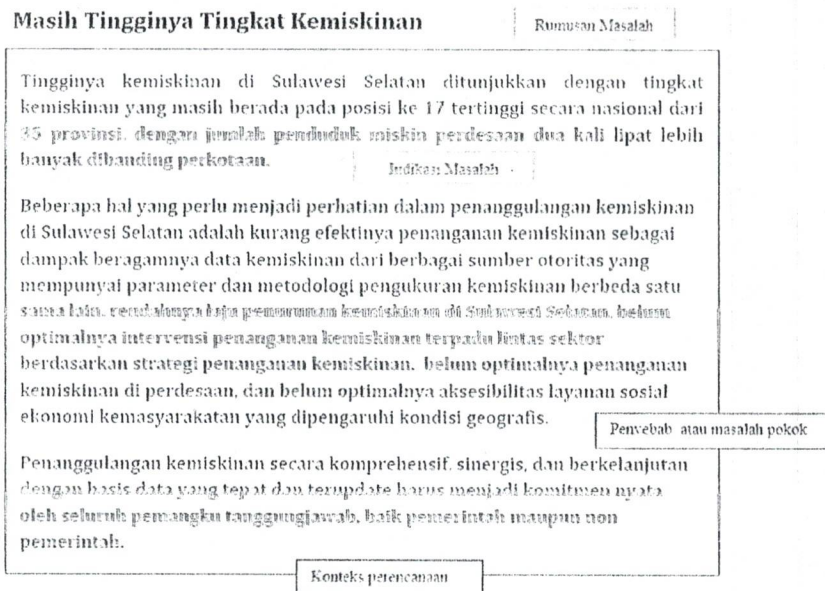 Masih Tingginya Tingkat Kemiskinan
Rumusan Masalah
Tingginya kemiskinan di Sulawesi Selatan ditunjukkan dengan tingkat
kemiskinan yang masih berada pada posisi ke 17 tertinggi secara nasional dari
35 provinsi, dengan jumlah penduduk miskin perdesaan dua kali lipat lebih
banyak dibanding perkotaan.
Indikasi Masalah
Beberapa hal yang perlu menjadi perhatian dalam penanggulangan kemiskinan
di Sulawesi Selatan adalah kurang efektinya penanganan kemiskinan sebagai
dampak beragamnya data kemiskinan dari berbagai sumber otoritas yang
mempunyai parameter dan metodologi pengukuran kemiskinan berbeda satu
sama lain, rendahnya laju penurunan kemiskinan di Sulawesi Selatan, belum
optimalnya intervensi penanganan kemiskinan terpadu lintas sektor
berdasarkan strategi penanganan kemiskinan, belum optimalnya penanganan
kemiskinan di perdesaan, dan belum optimalnya aksesibilitas layanan sosial
ekonomi kemasyarakatan yang dipengaruhi kondisi geografis.
Penyebab atau masalah pokok
Penanggulangan kemiskinan secara komprehensif, sinergis, dan berkelanjutan
dengan basis data yang tepat dan terupdate harus menjadi komitmen nyata
oleh seluruh pemangku tanggungjawab, baik pemerintah maupun non
pemerintah.
Konteks perencanaan